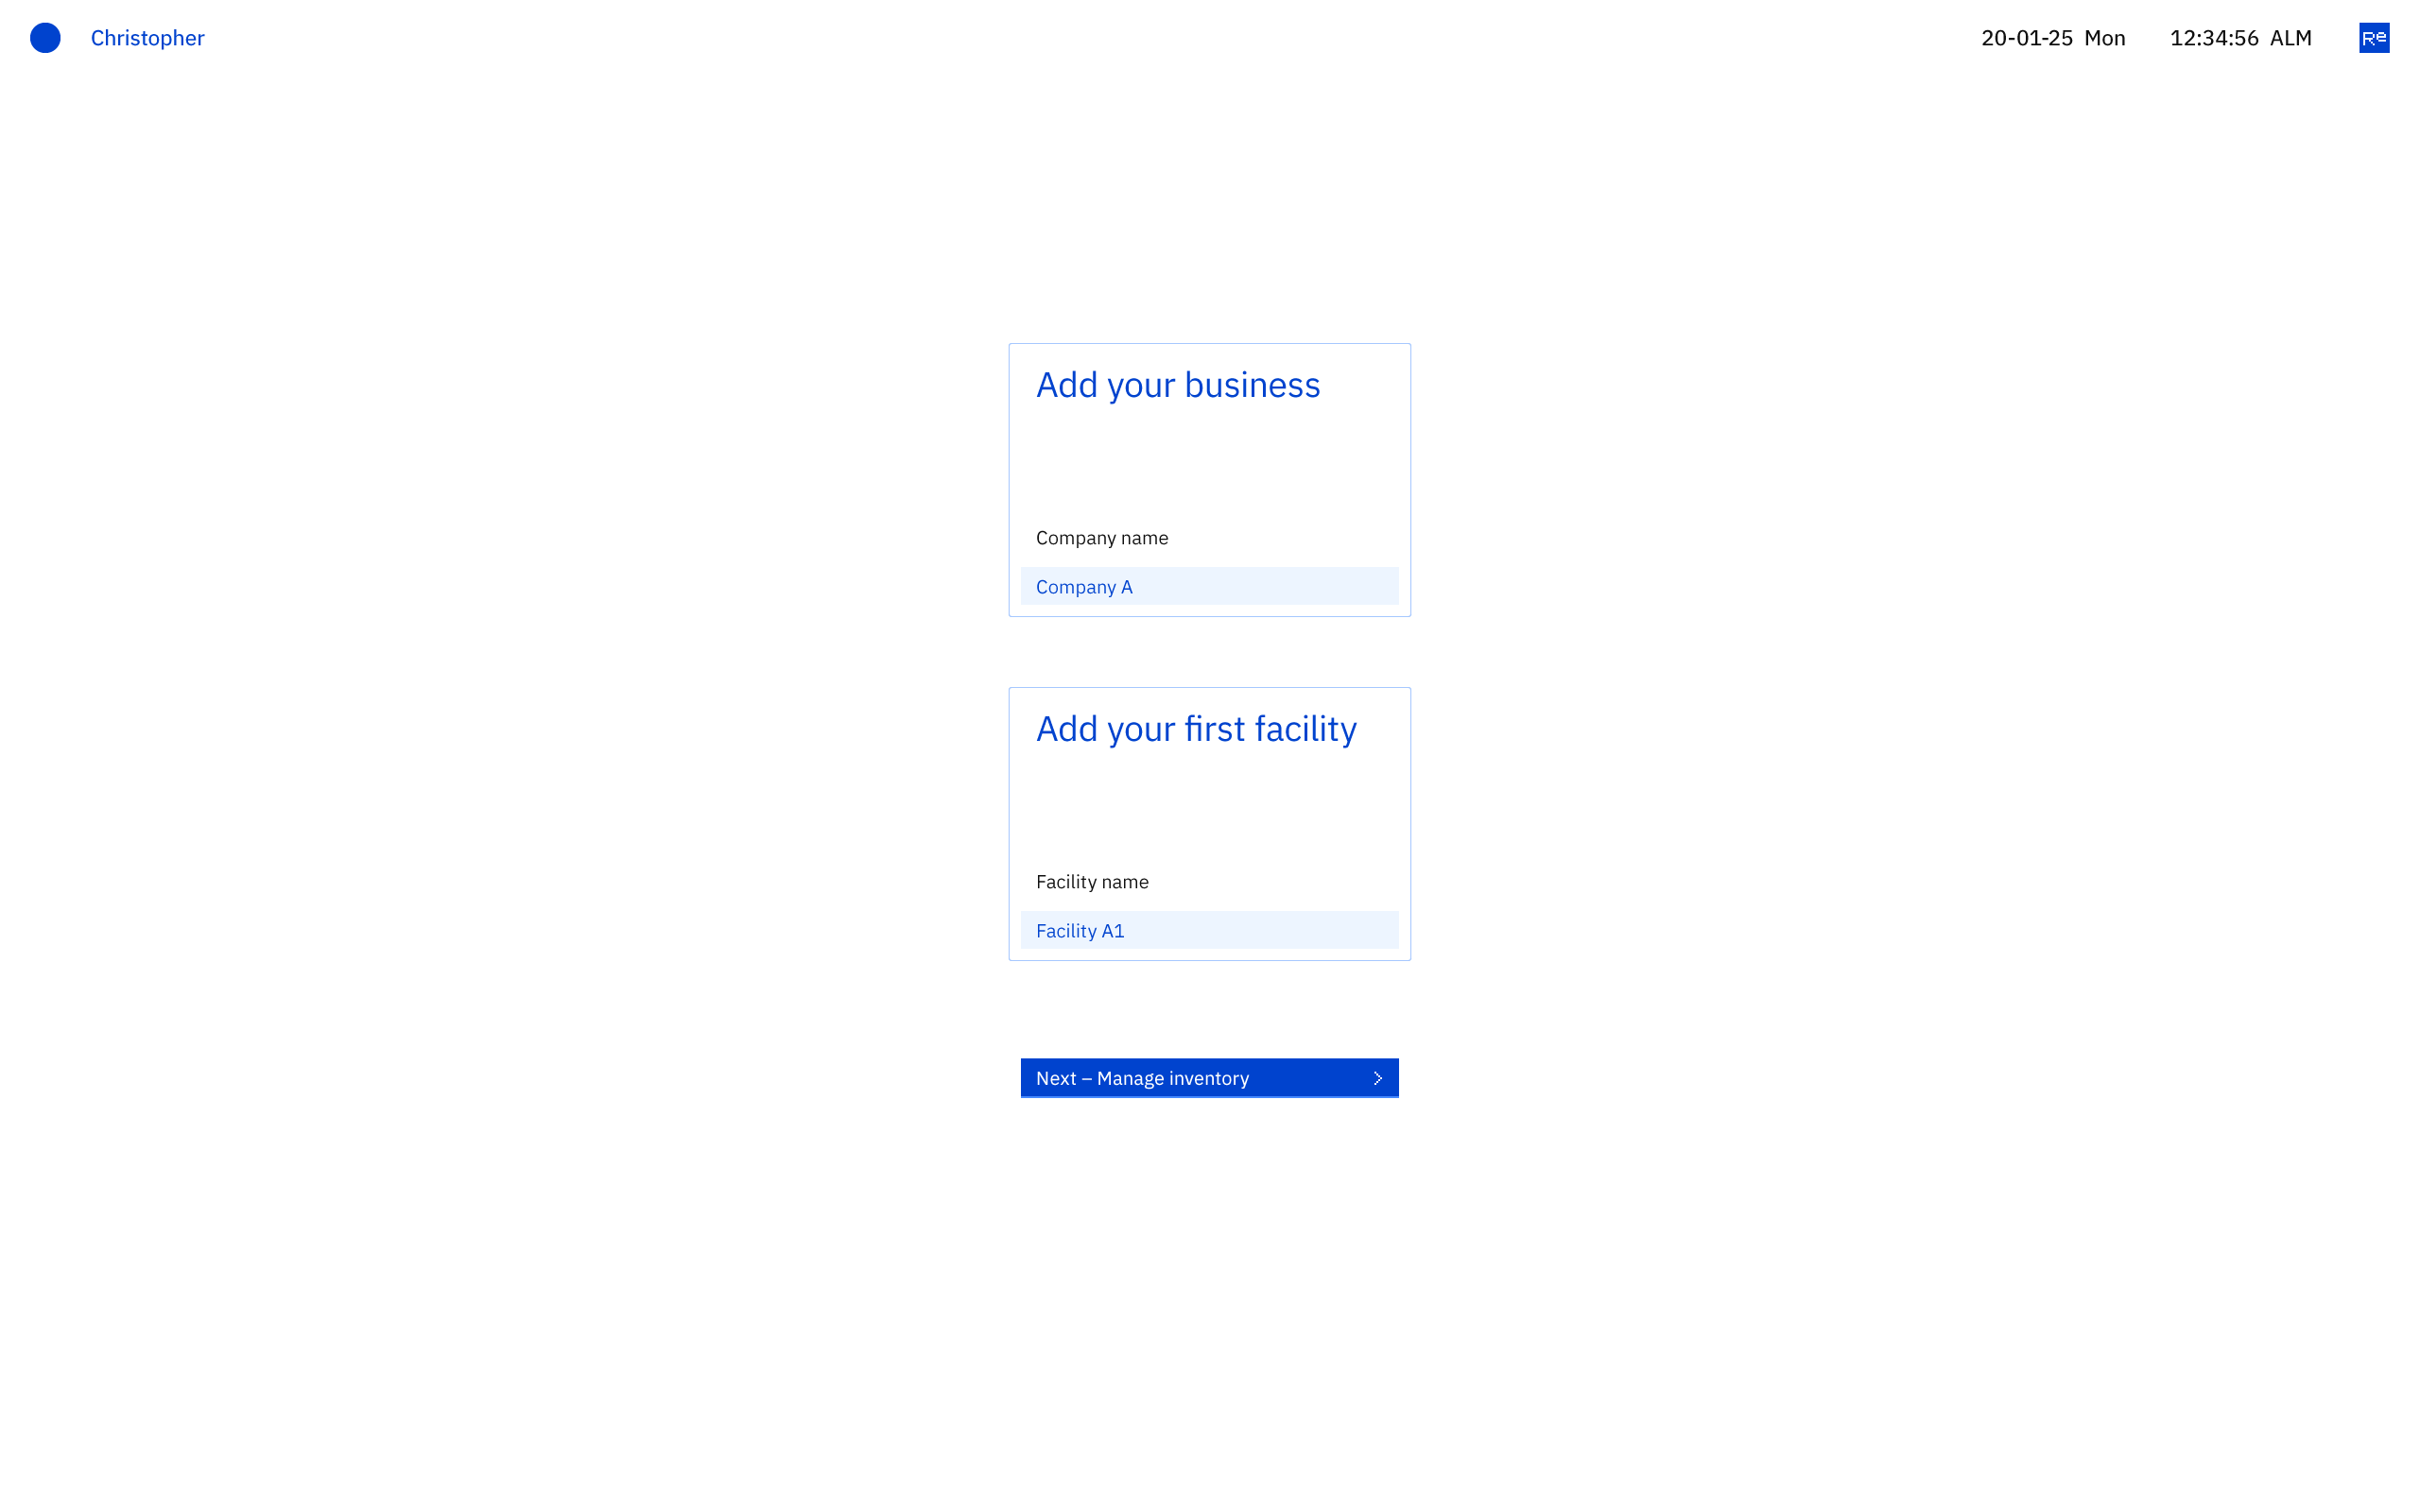 Christopher
20-01-25 Mon 12:34:56 ALM Re
Add your business
Company name
Company A
Add your first facility
Facility name
Facility A1
Next – Manage inventory